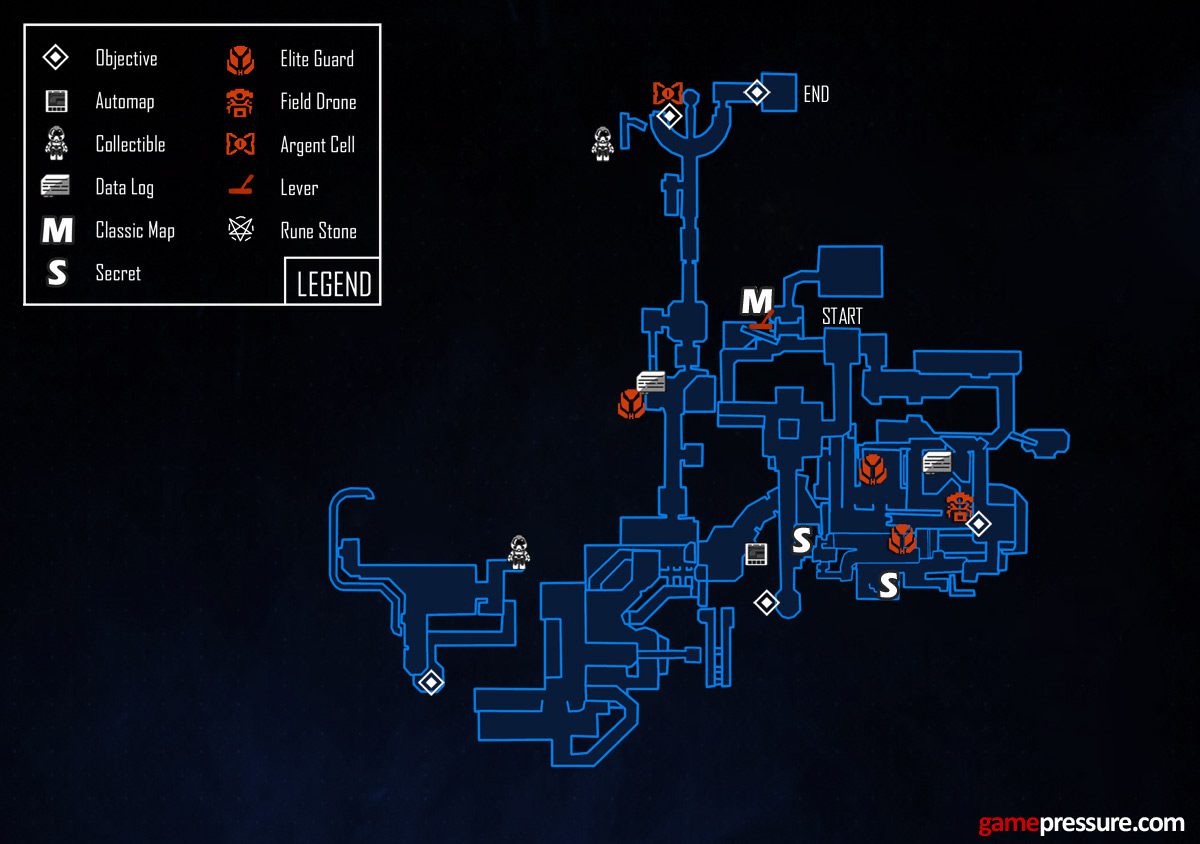 Objective
Elite Guard
Automap
Field Drone
Collectible
Argent Cell
Data Log
Lever
M
Classic Map
Rune Stone
S
Secret
LEGEND
END
M
START
S
S
gamepressure.com